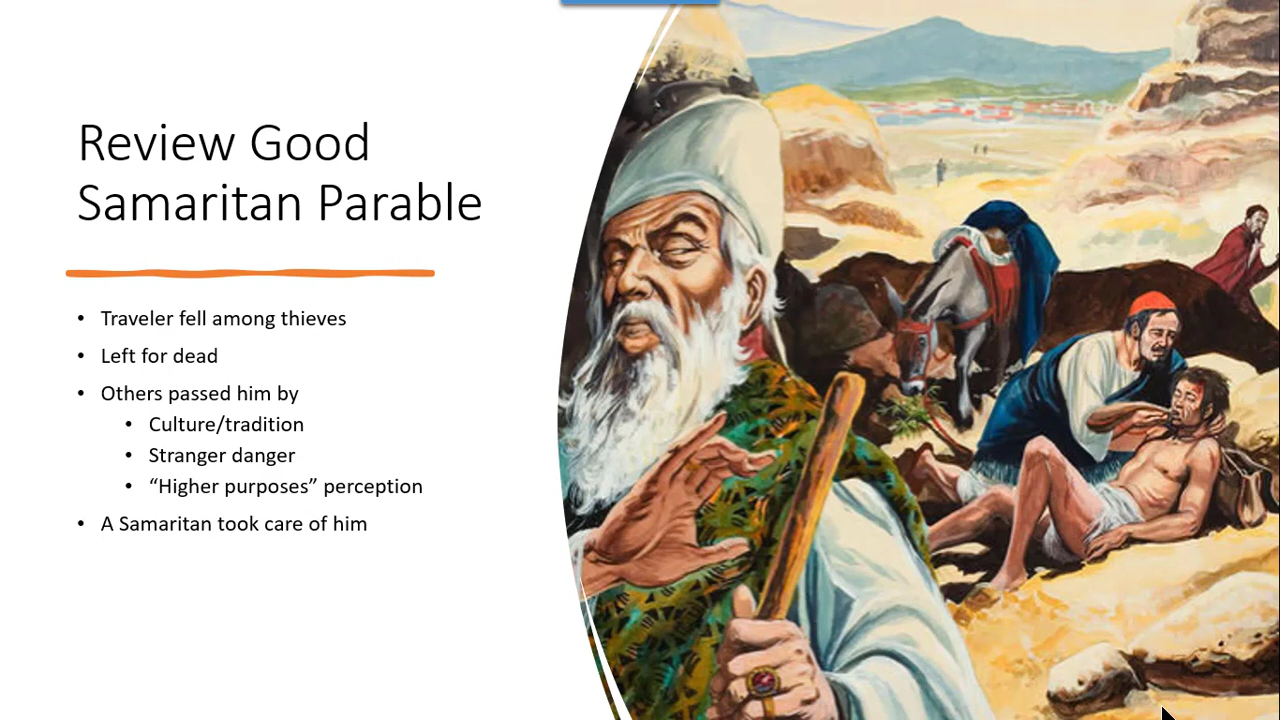 Review Good
Samaritan Parable
• Traveler fell among thieves
• Left for dead
• Others passed him by
• Culture/tradition
• Stranger danger
• “Higher purposes” perception
• A Samaritan took care of him